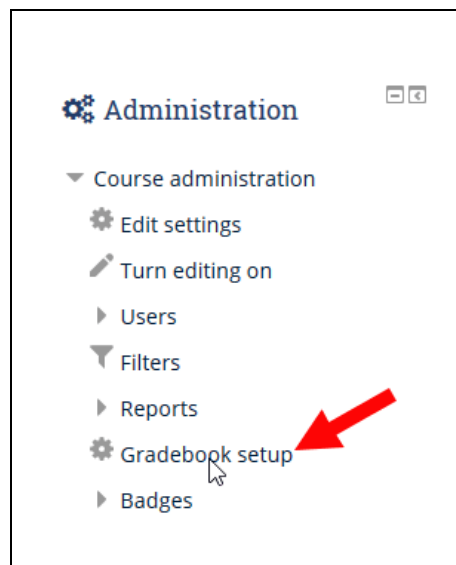 Administration
Course administration
Edit settings
Turn editing on
Users
Filters
Reports
Gradebook setup
Badges